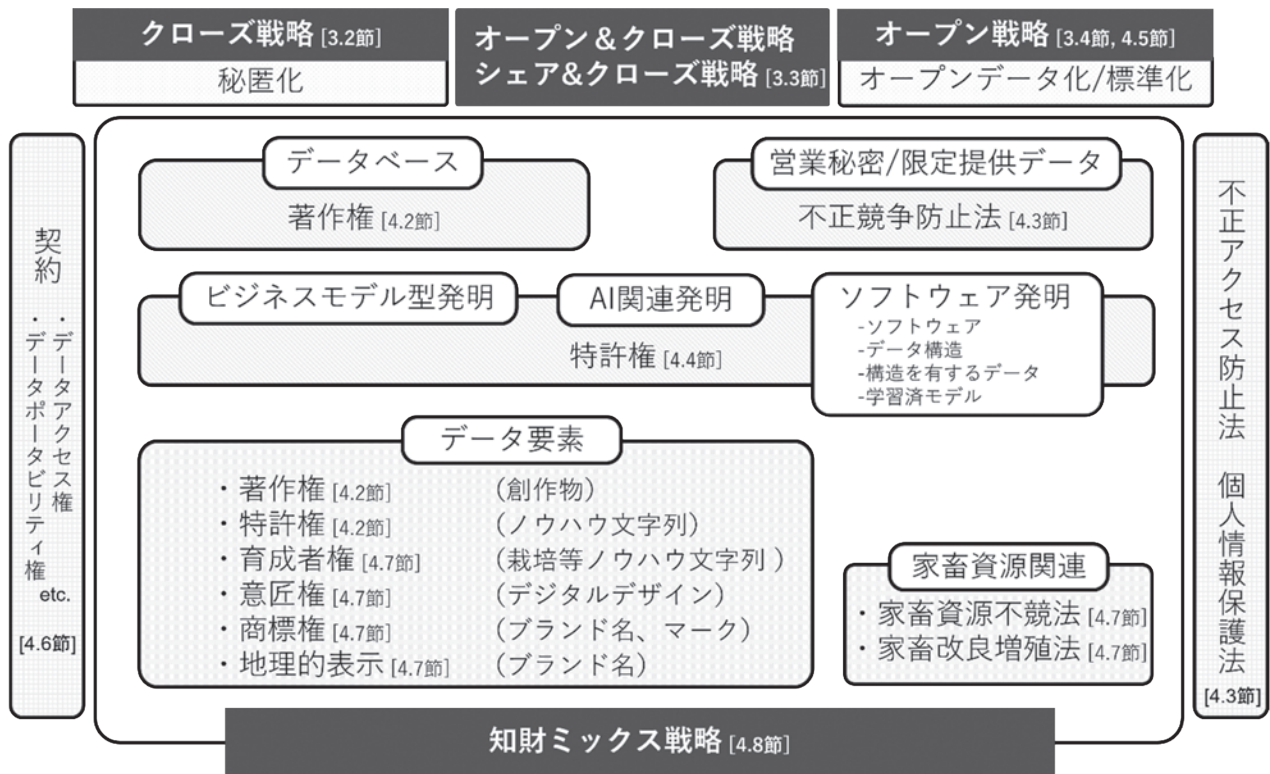 クローズ戦略 [3.2節]
秘匿化
オープン＆クローズ戦略
シェア&クローズ戦略 [3.3節]
オープン戦略 [3.4節, 4.5節]
オープンデータ化/標準化
契約
・データアクセス権
・データポータビリティ権
etc.
[4.6節]
データベース
著作権 [4.2節]
営業秘密/限定提供データ
不正競争防止法 [4.3節]
ビジネスモデル型発明
AI関連発明
特許権 [4.4節]
ソフトウェア発明
-ソフトウェア
-データ構造
-構造を有するデータ
-学習済モデル
データ要素
・著作権 [4.2節] （創作物）
・特許権 [4.2節] （ノウハウ文字列）
・育成者権 [4.7節] （栽培等ノウハウ文字列 ）
・意匠権 [4.7節] （デジタルデザイン）
・商標権 [4.7節] （ブランド名、マーク）
・地理的表示 [4.7節] （ブランド名）
家畜資源関連
・家畜資源不競法 [4.7節]
・家畜改良増殖法 [4.7節]
不正アクセス防止法　個人情報保護法
[4.3節]
知財ミックス戦略 [4.8節]